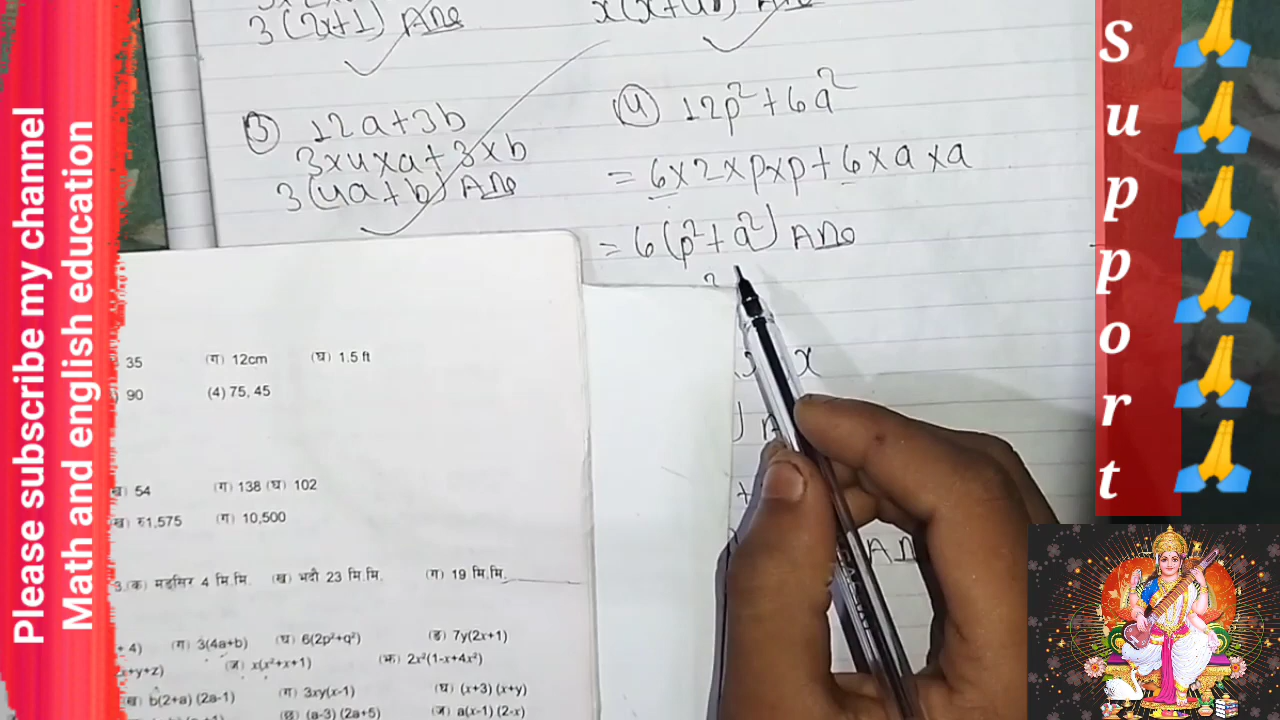 Please subscribe my channel
Math and english education
Support
3(2x+1) Ans
③ 12a+3b
3×4×a+3×b
3(4a+b) Ans
④ 12p²+6a²
= 6×2×p×p+6×a×a
= 6(p²+a²) Ans
2
x
35 (ग) 12cm (घ) 1.5 ft
90 (4) 75, 45
(ख) 54 (ग) 138 (घ) 102
(ख) रु1,575 (ग) 10,500
3.(क) मङ्सिर 4 मि.मि. (ख) भदौ 23 मि.मि. (ग) 19 मि.मि.
+ 4) (ग) 3(4a+b) (घ) 6(2p²+q²) (ङ) 7y(2x+1)
x+y+z) (ज) x(x²+x+1) (झ) 2x²(1-x+4x²)
(ख) b(2+a) (2a-1) (ग) 3xy(x-1) (घ) (x+3) (x+y)
(छ) (a-3) (2a+5)